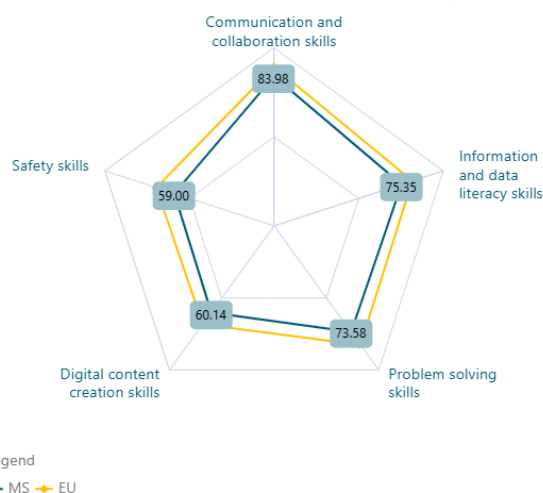 Communication and
collaboration skills
83.98
Safety skills
59.00
75.35
Information
and data
literacy skills
60.14
73.58
Digital content
creation skills
Problem solving
skills
gend
MS
EU